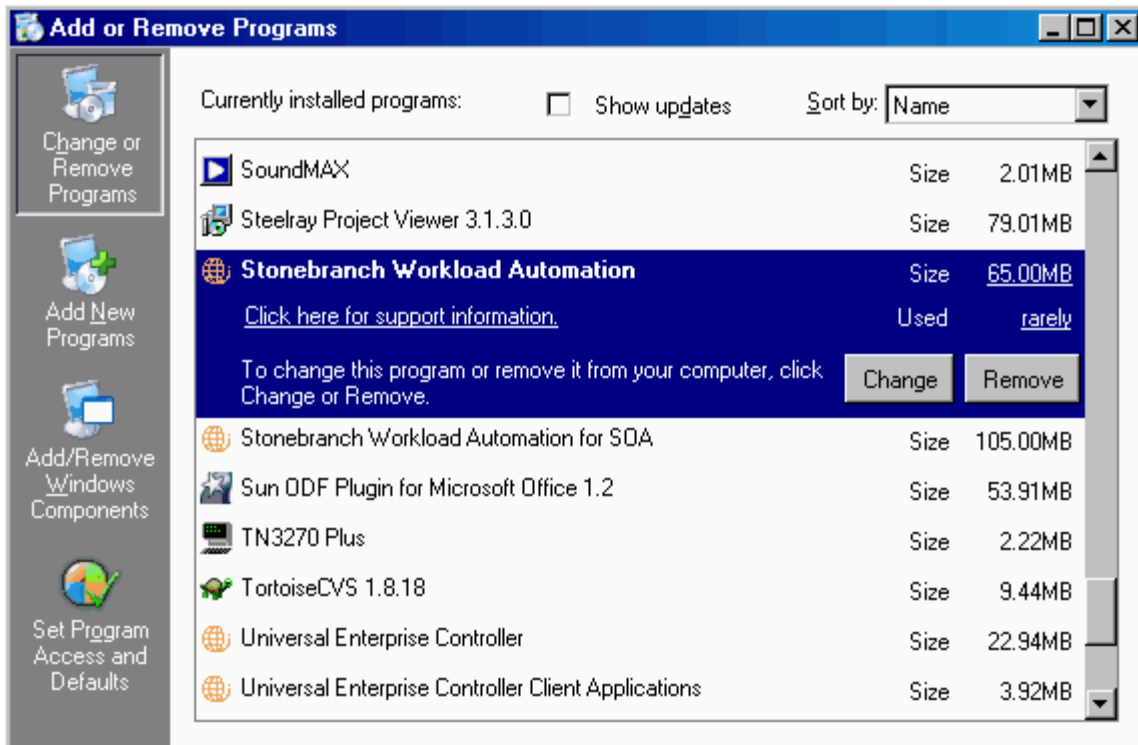 Add or Remove Programs
Change or
Remove
Programs
Add New
Programs
Add/Remove
Windows
Components
Set Program
Access and
Defaults
Currently installed programs: Show updates Sort by: Name
SoundMAX Size 2.01MB
Steelray Project Viewer 3.1.3.0 Size 79.01MB
Stonebranch Workload Automation Size 65.00MB
Click here for support information. Used rarely
To change this program or remove it from your computer, click
Change or Remove. Change Remove
Stonebranch Workload Automation for SOA Size 105.00MB
Sun ODF Plugin for Microsoft Office 1.2 Size 53.91MB
TN3270 Plus Size 2.22MB
TortoiseCVS 1.8.18 Size 9.44MB
Universal Enterprise Controller Size 22.94MB
Universal Enterprise Controller Client Applications Size 3.92MB